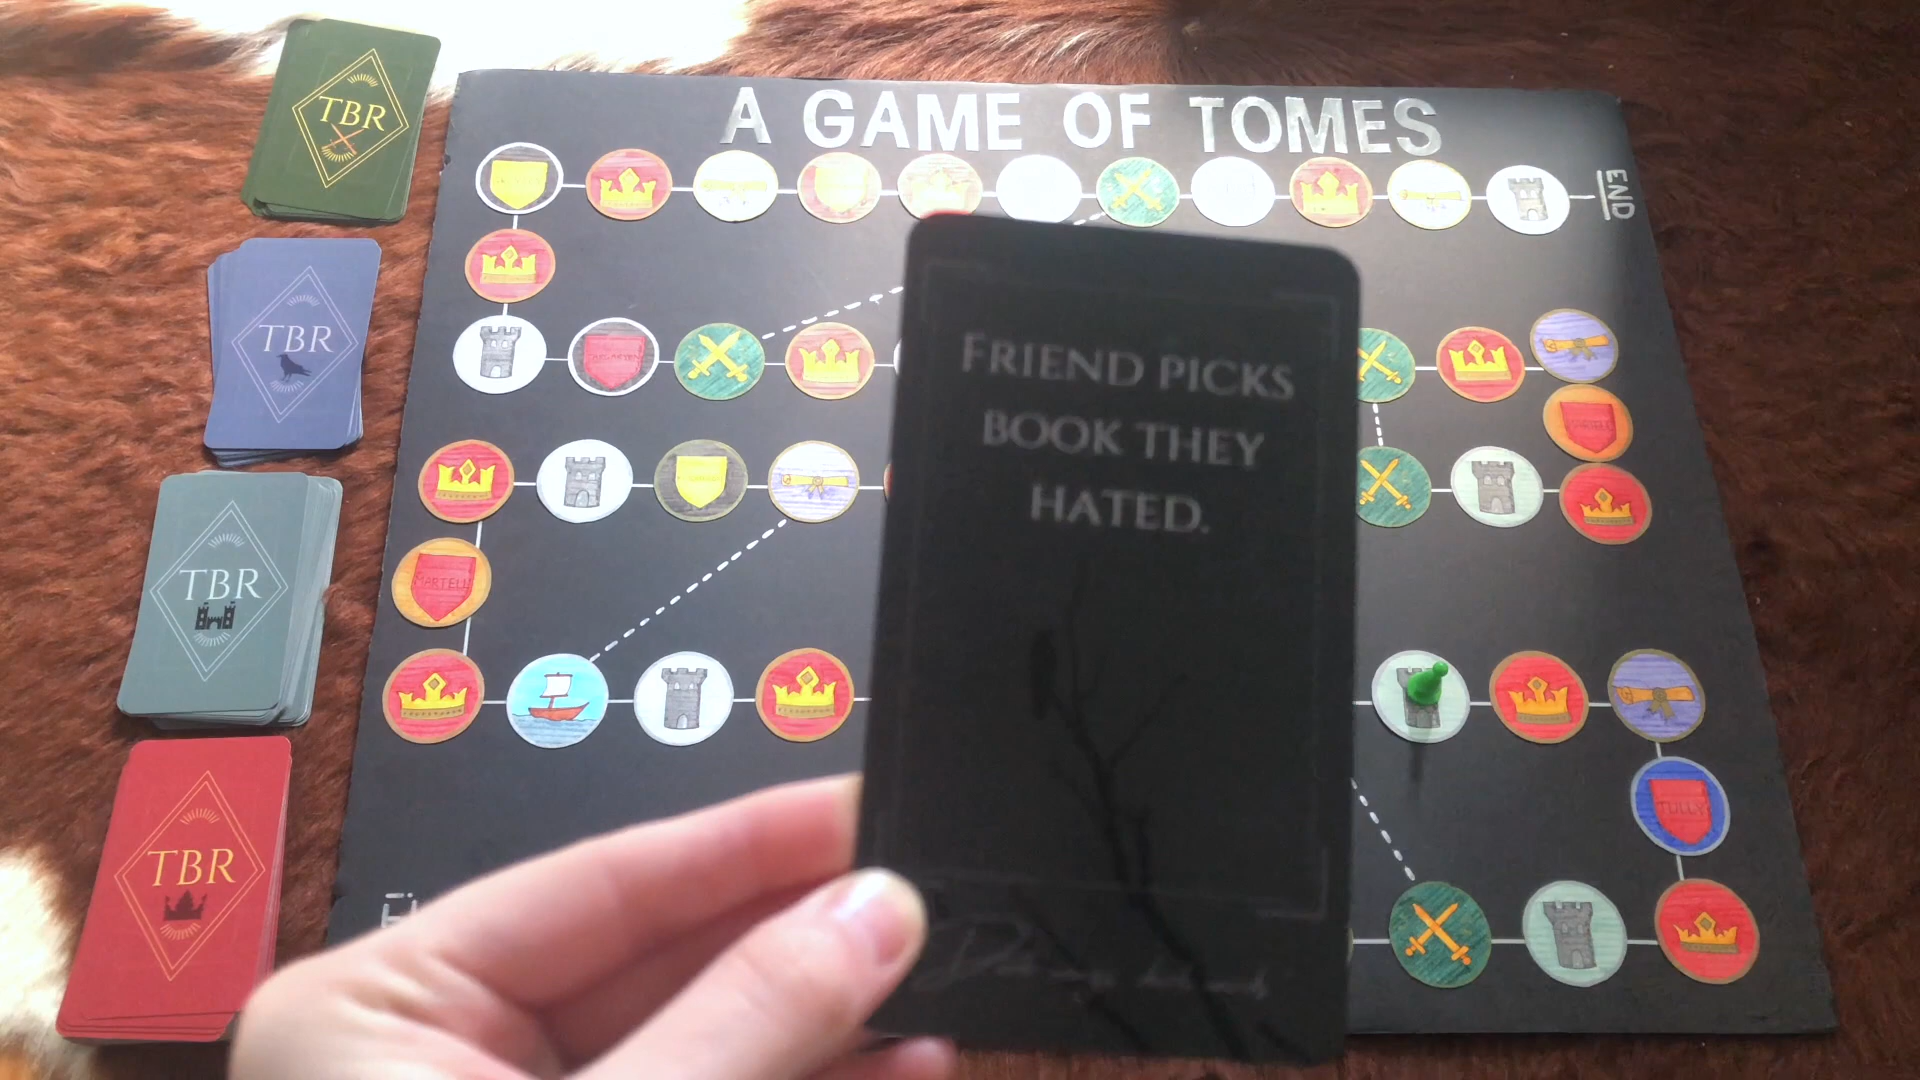 A GAME OF TOMES
END
TBR
TBR
TBR
TBR
FRIEND PICKS
BOOK THEY
HATED.
MARTELL
TULLY